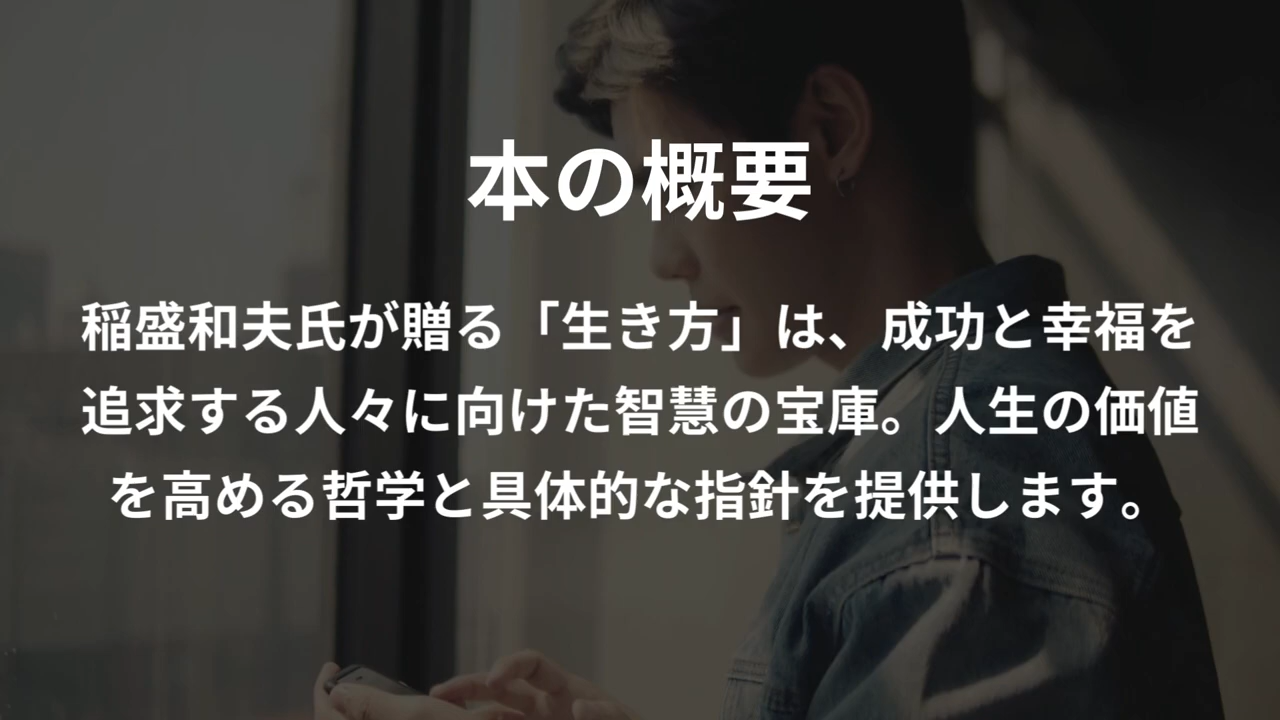 本の概要
稲盛和夫氏が贈る「生き方」は、成功と幸福を
追求する人々に向けた智慧の宝庫。人生の価値
を高める哲学と具体的な指針を提供します。